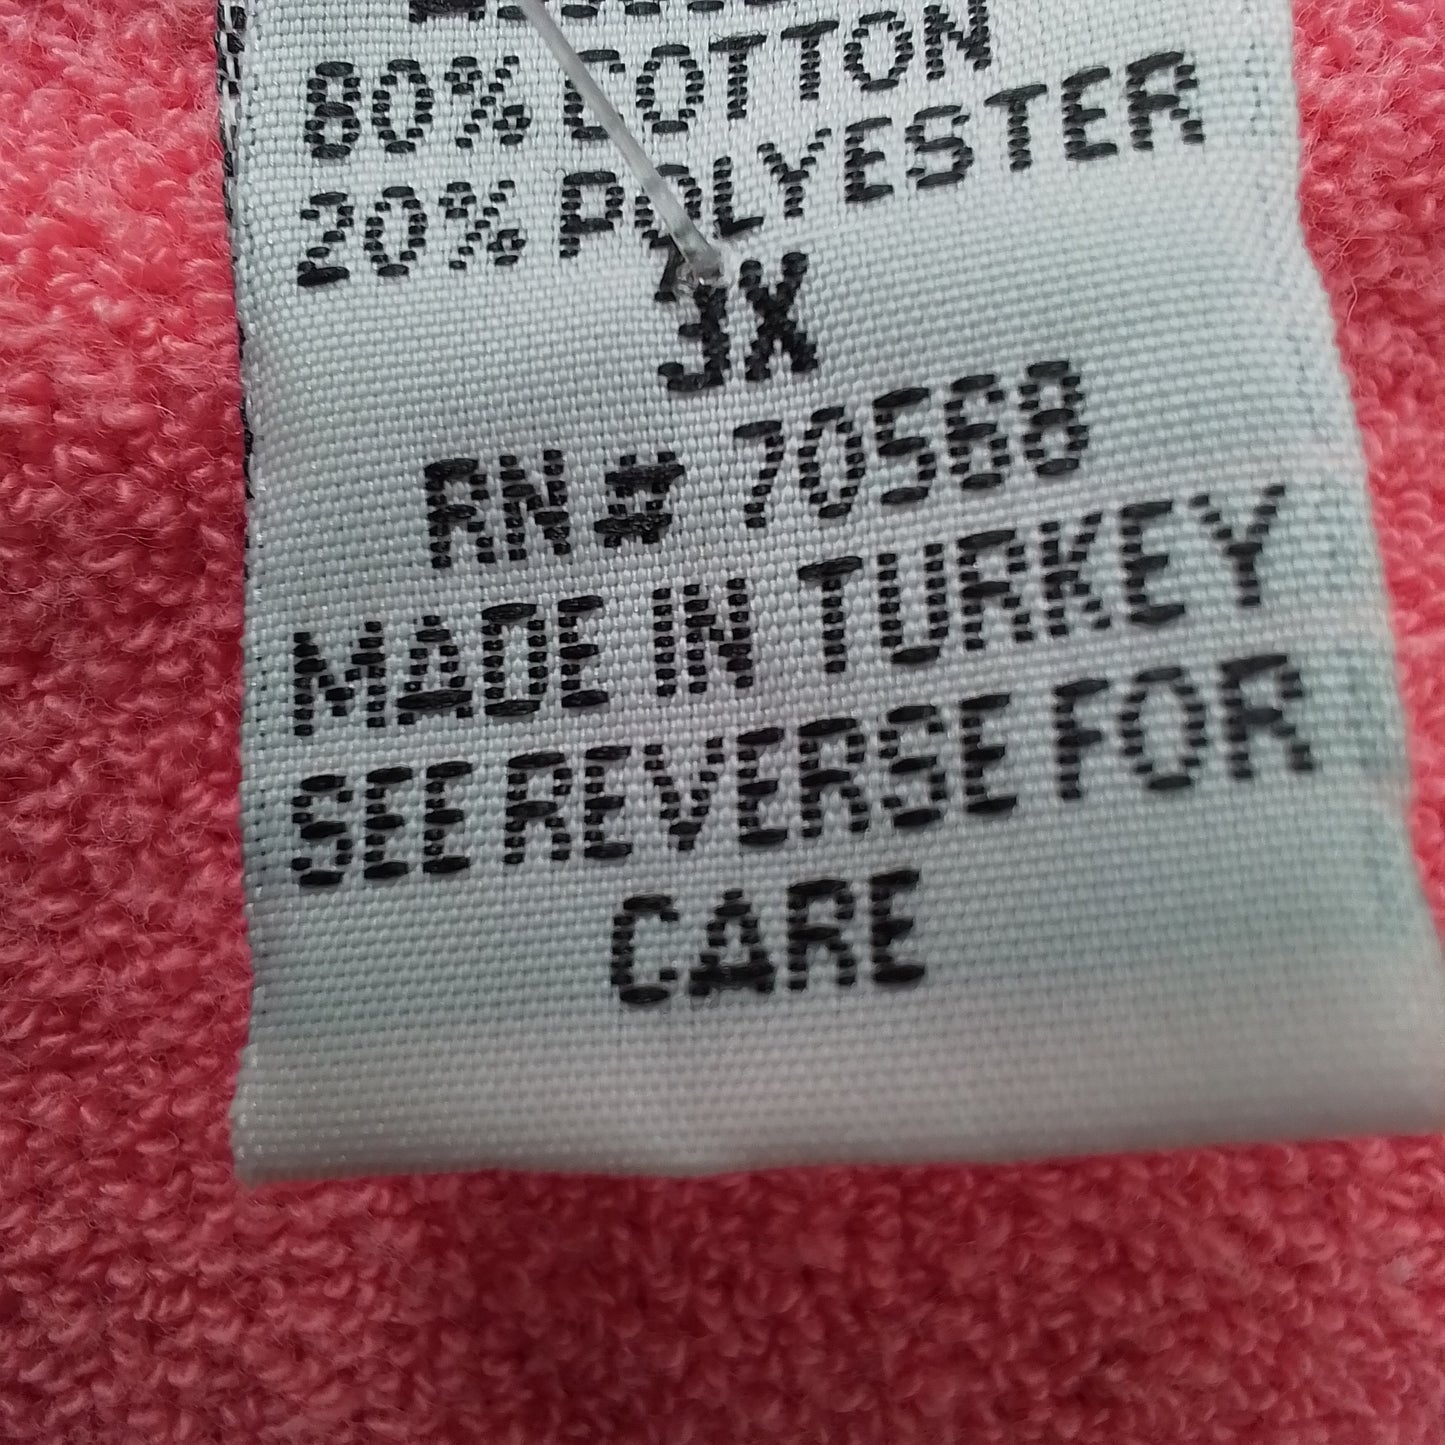 80% COTTON
20% POLYESTER
3X
RN # 70568
MADE IN TURKEY
SEE REVERSE FOR
CARE